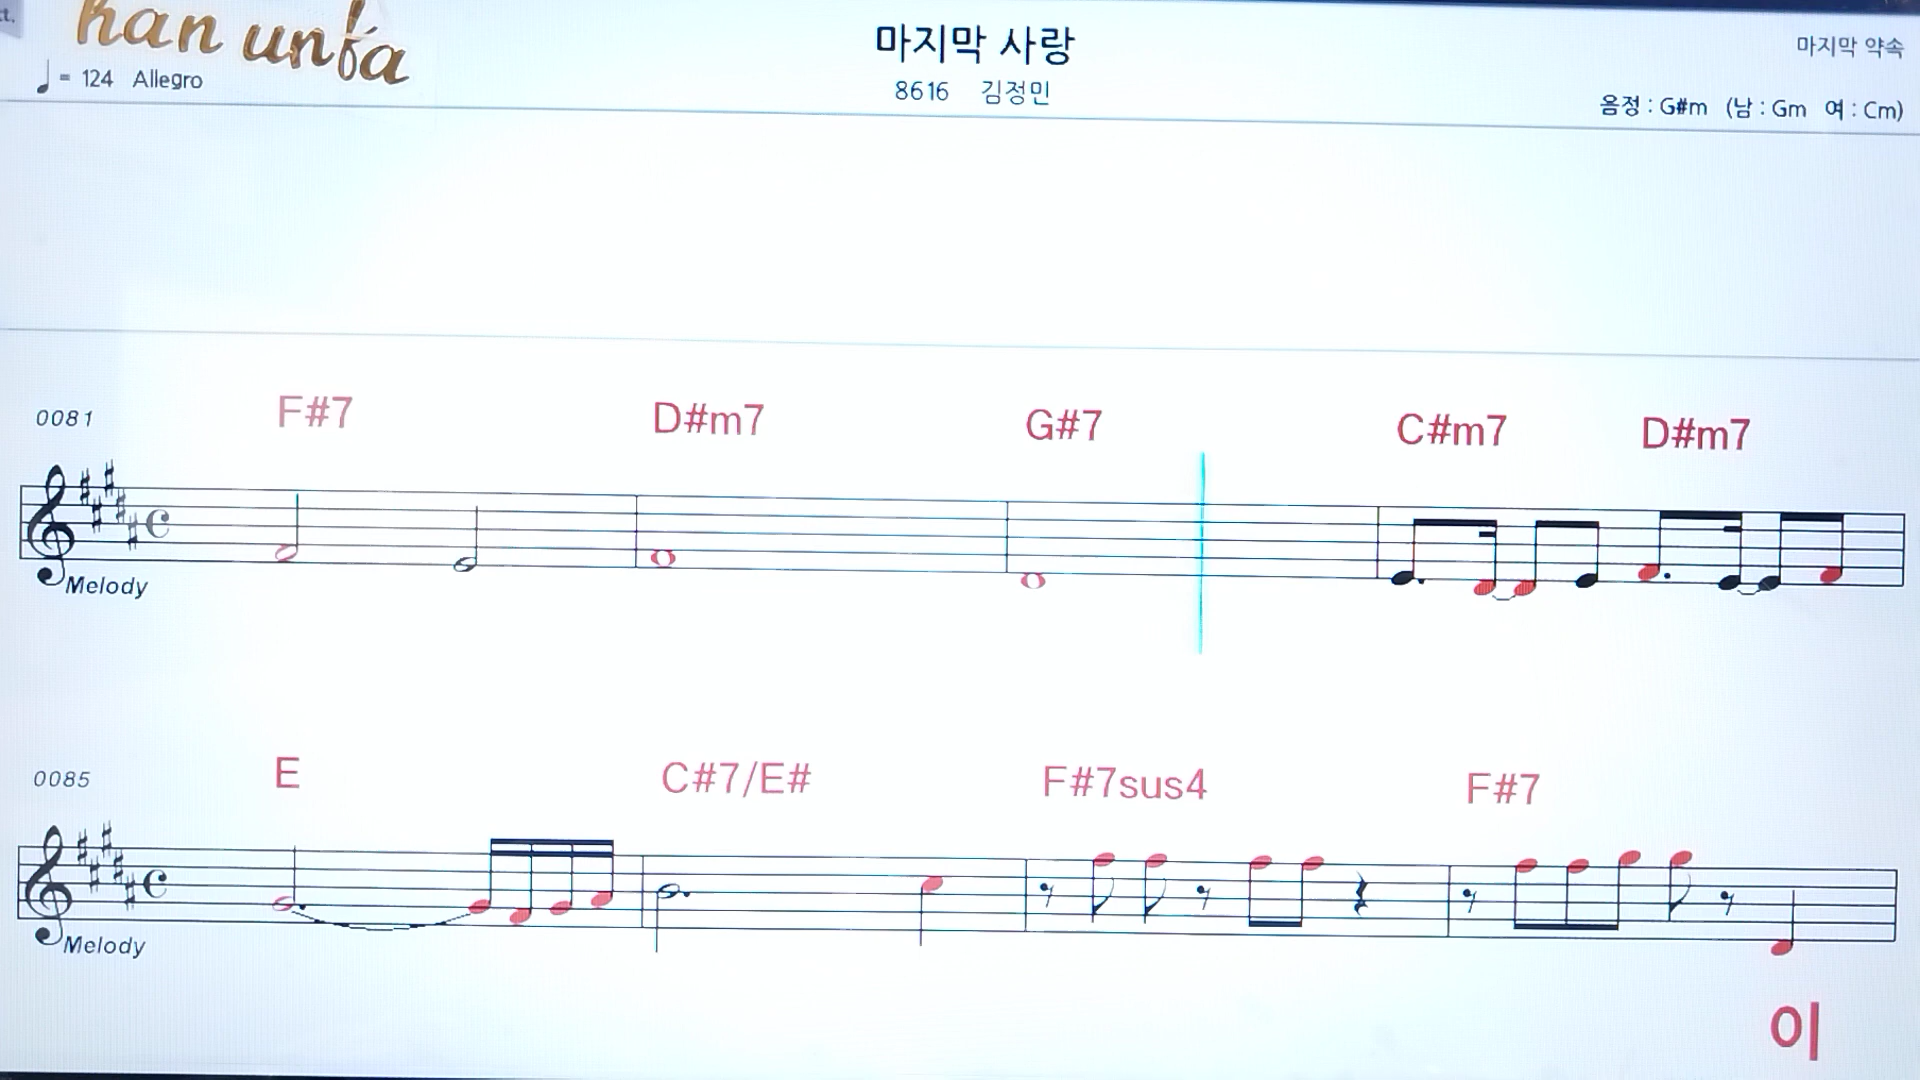 han unfa
♩ = 124 Allegro
마지막 사랑
8616 김정민
마지막 약속
음정 : G#m (남 : Gm 여 : Cm)
0081 F#7 D#m7 G#7 C#m7 D#m7
Melody
0085 E C#7/E# F#7sus4 F#7
Melody
이